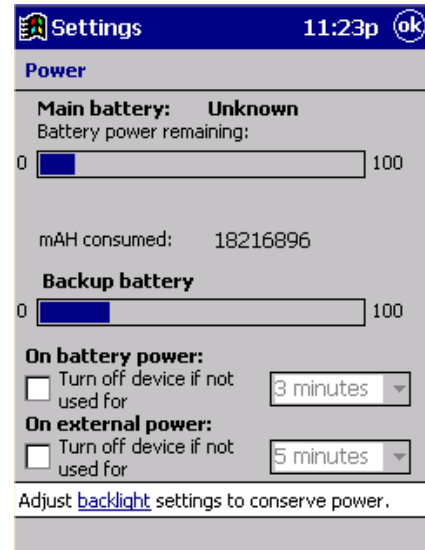 Settings 11:23p ok
Power
Main battery: Unknown
Battery power remaining:
0 100
mAH consumed: 18216896
Backup battery
0 100
On battery power:
Turn off device if not
used for
3 minutes
On external power:
Turn off device if not
used for
5 minutes
Adjust backlight settings to conserve power.